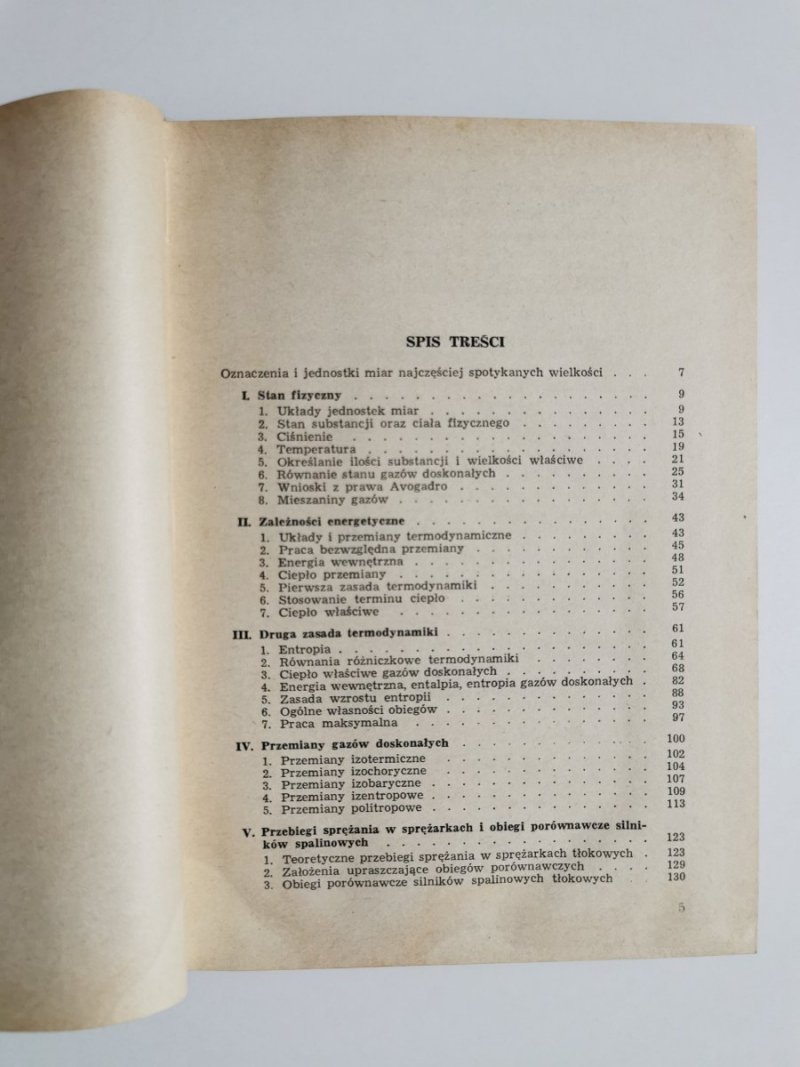 SPIS TREŚCI
Oznaczenia i jednostki miar najczęściej spotykanych wielkości . . . 7
I. Stan fizyczny . . . . . . . . . . . . . . . . . . . 9
1. Układy jednostek miar . . . . . . . . . . . . . . 9
2. Stan substancji oraz ciała fizycznego . . . . . . . . . 13
3. Ciśnienie . . . . . . . . . . . . . . . . . . 15
4. Temperatura . . . . . . . . . . . . . . . . . . 19
5. Określanie ilości substancji i wielkości właściwe . . . . 21
6. Równanie stanu gazów doskonałych . . . . . . . . . . 25
7. Wnioski z prawa Avogadro . . . . . . . . . . . . . 31
8. Mieszaniny gazów . . . . . . . . . . . . . . . . 34
II. Zależności energetyczne . . . . . . . . . . . . . . . 43
1. Układy i przemiany termodynamiczne . . . . . . . . . 43
2. Praca bezwzględna przemiany . . . . . . . . . . . . 45
3. Energia wewnętrzna . . . . . . . . . . . . . . . 48
4. Ciepło przemiany . . . . . . . . . . . . . . . . 51
5. Pierwsza zasada termodynamiki . . . . . . . . . . . 52
6. Stosowanie terminu ciepło . . . . . . . . . . . . . 56
7. Ciepło właściwe . . . . . . . . . . . . . . . . 57
III. Druga zasada termodynamiki . . . . . . . . . . . . . 61
1. Entropia . . . . . . . . . . . . . . . . . . . . 61
2. Równania różniczkowe termodynamiki . . . . . . . . 64
3. Ciepło właściwe gazów doskonałych . . . . . . . . . . 68
4. Energia wewnętrzna, entalpia, entropia gazów doskonałych . 82
5. Zasada wzrostu entropii . . . . . . . . . . . . . . 88
6. Ogólne własności obiegów . . . . . . . . . . . . . 93
7. Praca maksymalna . . . . . . . . . . . . . . . 97
IV. Przemiany gazów doskonałych . . . . . . . . . . . . 100
1. Przemiany izotermiczne . . . . . . . . . . . . . 102
2. Przemiany izochoryczne . . . . . . . . . . . . . 104
3. Przemiany izobaryczne . . . . . . . . . . . . . . 107
4. Przemiany izentropowe . . . . . . . . . . . . . . 109
5. Przemiany politropowe . . . . . . . . . . . . . . 113
V. Przebiegi sprężania w sprężarkach i obiegi porównawcze silni-
ków spalinowych . . . . . . . . . . . . . . . . . 123
1. Teoretyczne przebiegi sprężania w sprężarkach tłokowych . 123
2. Założenia upraszczające obiegów porównawczych . . . . 129
3. Obiegi porównawcze silników spalinowych tłokowych . . 130
5